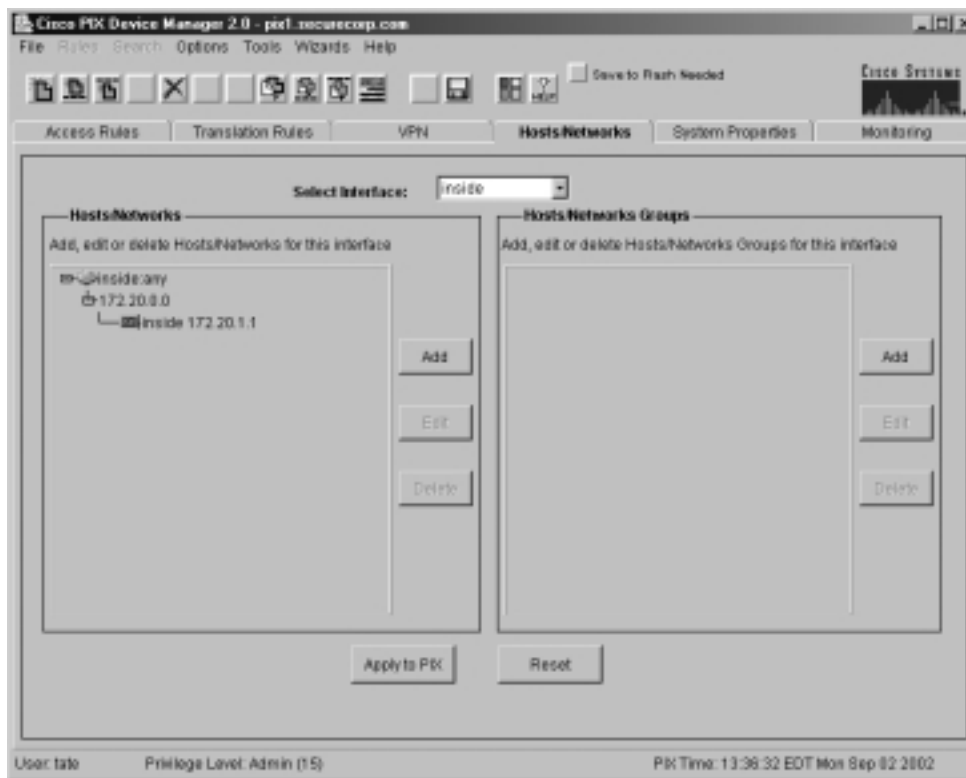 Cisco PIX Device Manager 2.0 - pix1.securecorp.com
File Rules Search Options Tools Wizards Help
Save to Flash Needed
CISCO SYSTEMS
HELP
Access Rules Translation Rules VPN Hosts/Networks System Properties Monitoring
Select Interface: inside
Hosts/Networks
Add, edit or delete Hosts/Networks for this interface
inside:any
172.20.0.0
inside 172.20.1.1
Add
Edit
Delete
Hosts/Networks Groups
Add, edit or delete Hosts/Networks Groups for this interface
Add
Edit
Delete
Apply to PIX Reset
User: tate Privilege Level: Admin (15) PIX Time: 13:36:32 EDT Mon Sep 02 2002